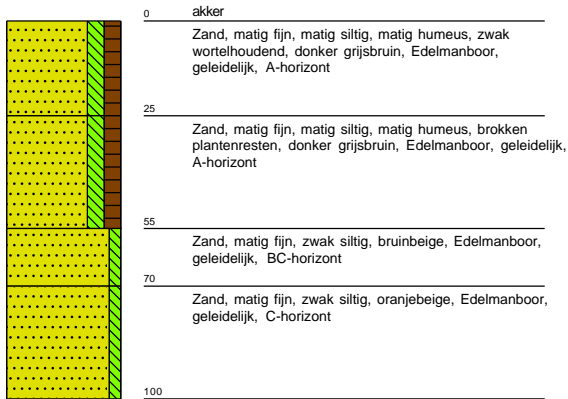 0 akker
Zand, matig fijn, matig siltig, matig humeus, zwak
wortelhoudend, donker grijsbruin, Edelmanboor,
geleidelijk, A-horizont
25
Zand, matig fijn, matig siltig, matig humeus, brokken
plantenresten, donker grijsbruin, Edelmanboor, geleidelijk,
A-horizont
55
Zand, matig fijn, zwak siltig, bruinbeige, Edelmanboor,
geleidelijk, BC-horizont
70
Zand, matig fijn, zwak siltig, oranjebeige, Edelmanboor,
geleidelijk, C-horizont
100